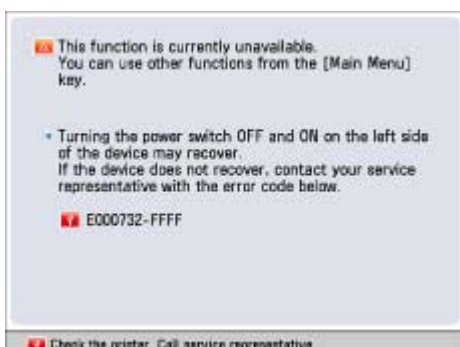 This function is currently unavailable.
You can use other functions from the [Main Menu]
key.
Turning the power switch OFF and ON on the left side
of the device may recover.
If the device does not recover, contact your service
representative with the error code below.
E000732-FFFF
Check the printer. Call service representative.